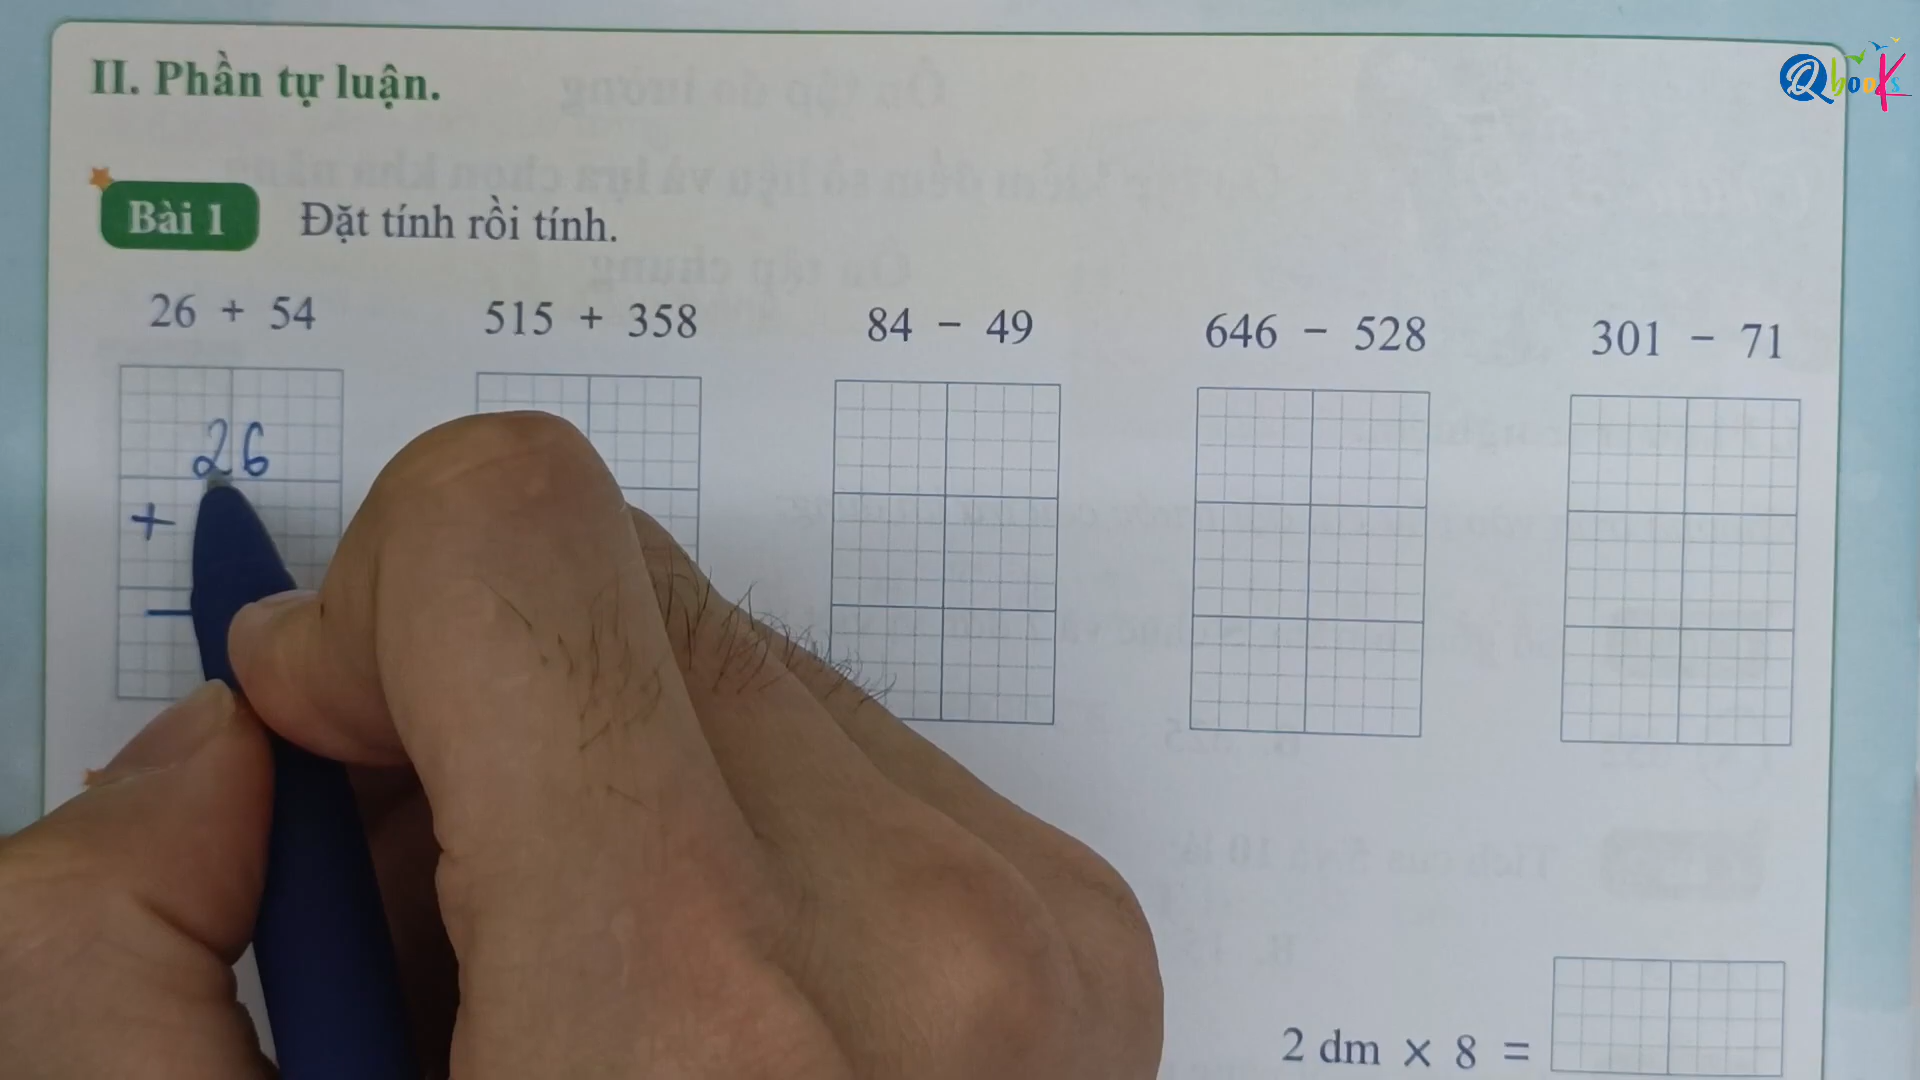 Qbooks
II. Phần tự luận.
Bài 1 Đặt tính rồi tính.
26 + 54 515 + 358 84 - 49 646 - 528 301 - 71
26
+
2 dm × 8 =